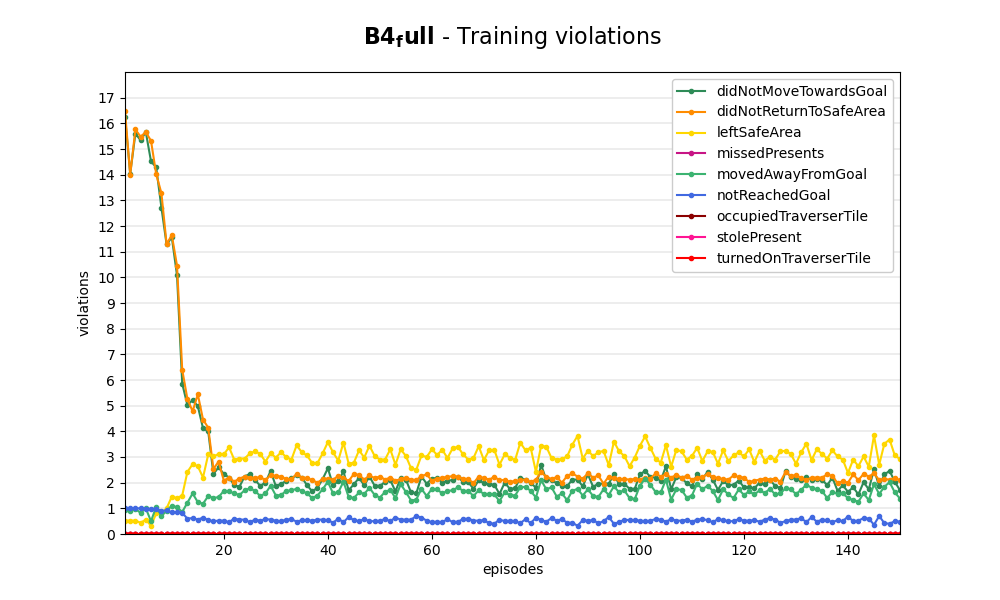 B4full - Training violations
violations
17
16
15
14
13
12
11
10
9
8
7
6
5
4
3
2
1
0
didNotMoveTowardsGoal
didNotReturnToSafeArea
leftSafeArea
missedPresents
movedAwayFromGoal
notReachedGoal
occupiedTraverserTile
stolePresent
turnedOnTraverserTile
20 40 60 80 100 120 140
episodes